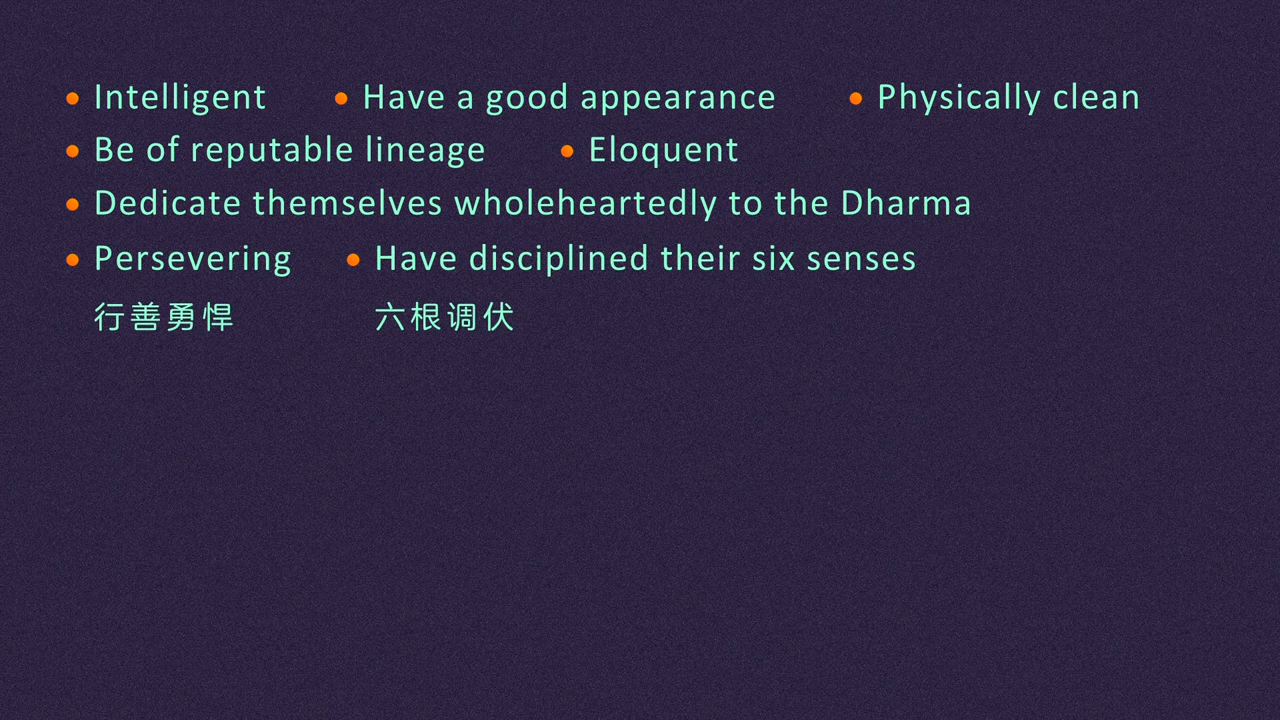 • Intelligent • Have a good appearance • Physically clean
• Be of reputable lineage • Eloquent
• Dedicate themselves wholeheartedly to the Dharma
• Persevering • Have disciplined their six senses
行善勇悍 六根调伏